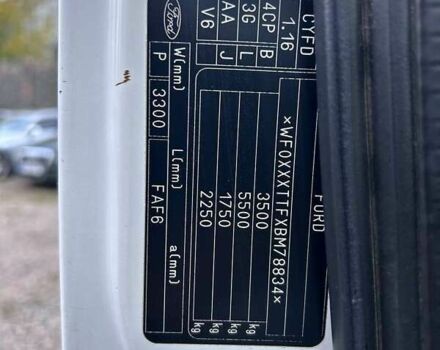 FORD
CYFD
1.16
×WF0XXXTTFXBM78834×
4CP B 3500 kg
3G L 5500 kg
AA J 1750 kg
V6 2250 kg
Ford W(mm) L(mm) a(mm)
P 3300 FAF6